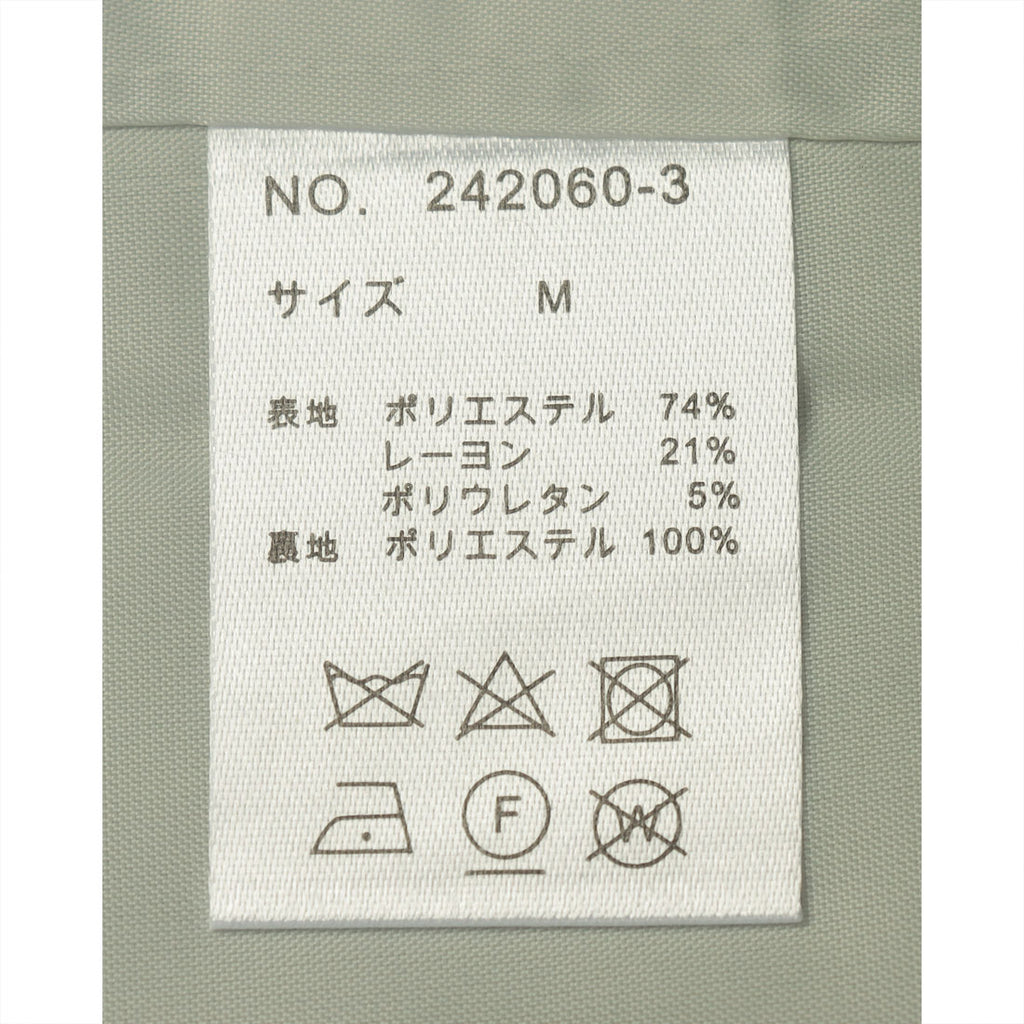 NO. 242060-3
サイズ M
表地 ポリエステル 74%
レーヨン 21%
ポリウレタン 5%
裏地 ポリエステル 100%
F W